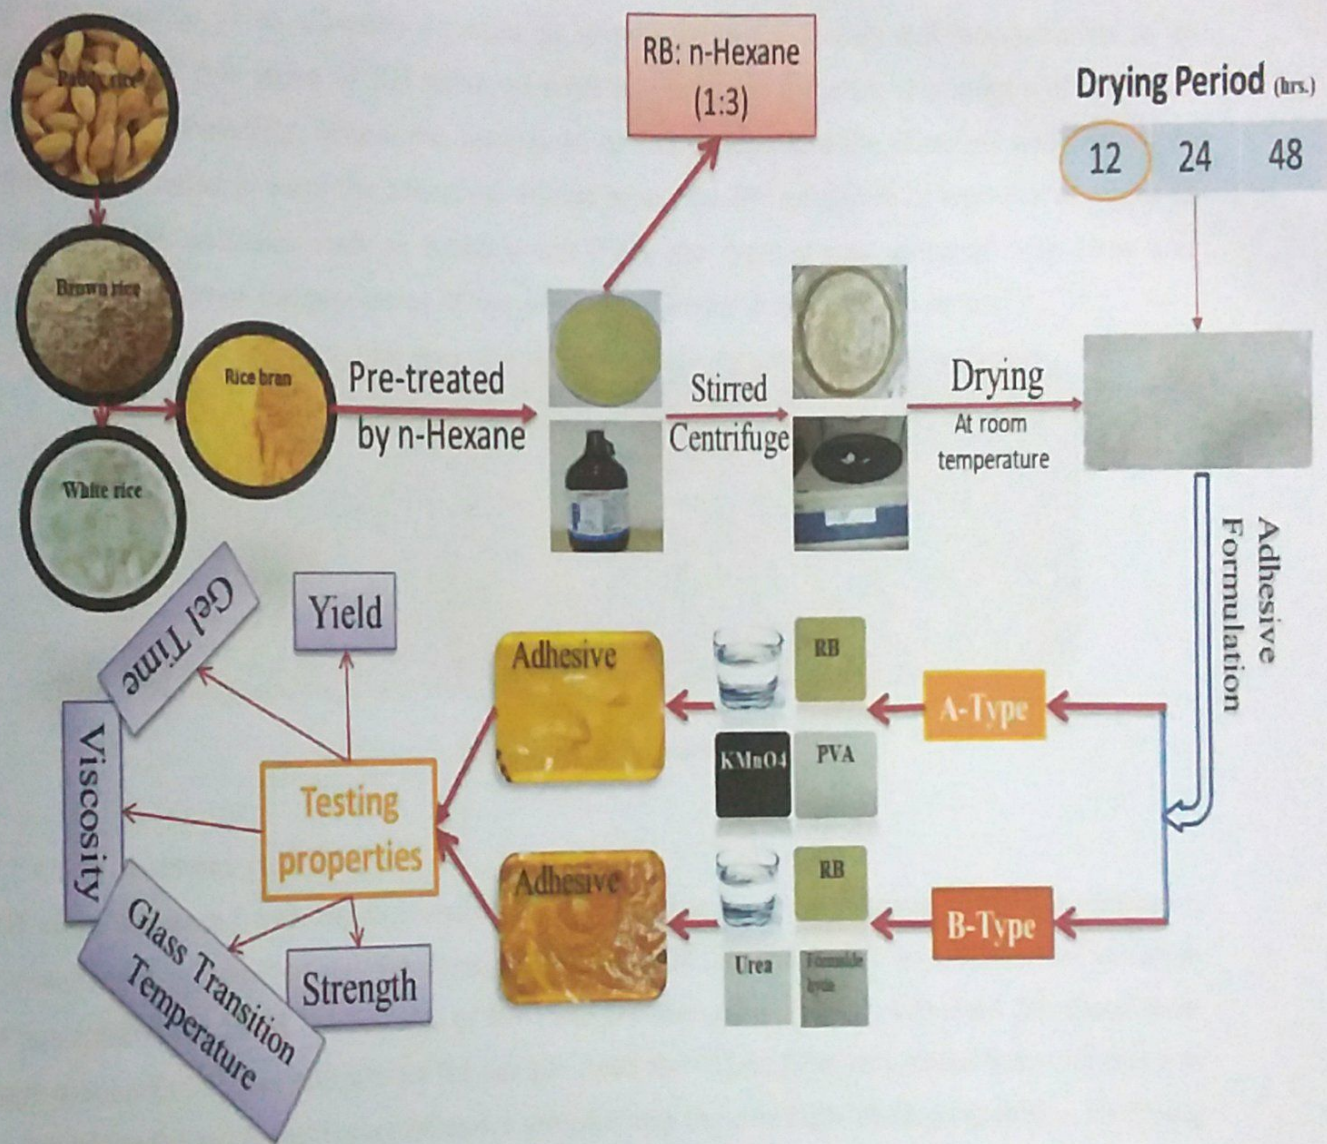 Paddy rice
Brown rice
White rice
Rice bran
Pre-treated
by n-Hexane
RB: n-Hexane
(1:3)
Stirred
Centrifuge
Drying
At room
temperature
Drying Period (hrs.)
12 24 48
Adhesive
Formulation
A-Type
RB
KMnO4
PVA
Adhesive
B-Type
RB
Urea
Formalde
hyde
Adhesive
Testing
properties
Yield
Gel Time
Viscosity
Glass Transition
Temperature
Strength